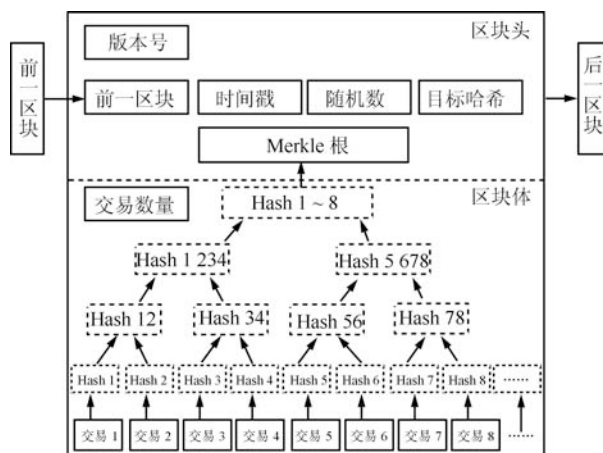 区块头
版本号
前一区块
前一区块
时间戳
随机数
目标哈希
后一区块
Merkle 根
区块体
交易数量
Hash 1 ~ 8
Hash 1 234
Hash 5 678
Hash 12
Hash 34
Hash 56
Hash 78
Hash 1
Hash 2
Hash 3
Hash 4
Hash 5
Hash 6
Hash 7
Hash 8
……
交易 1
交易 2
交易 3
交易 4
交易 5
交易 6
交易 7
交易 8
……